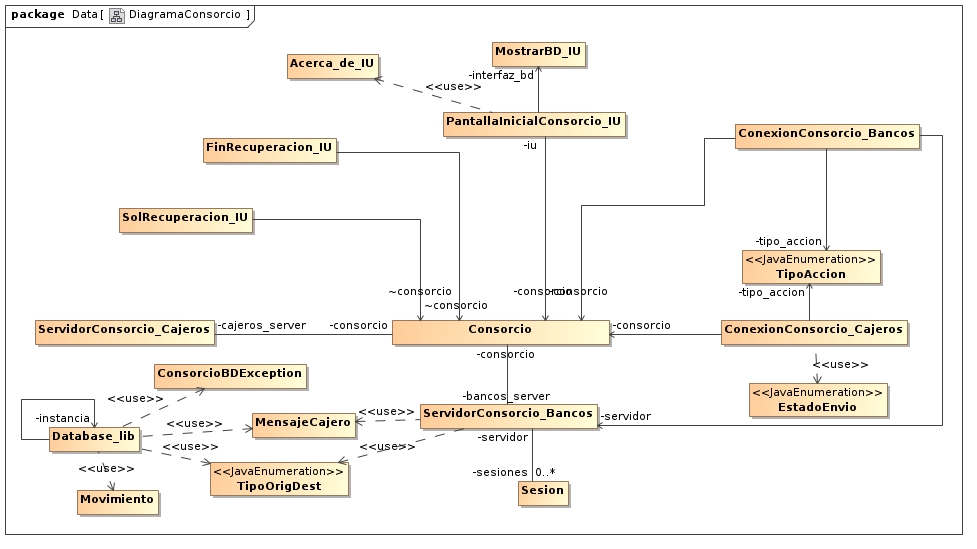 package Data[ DiagramaConsorcio ]
MostrarBD_IU
Acerca_de_IU
-interfaz_bd
<<use>>
PantallaInicialConsorcio_IU
ConexionConsorcio_Bancos
FinRecuperacion_IU
-iu
SolRecuperacion_IU
-tipo_accion
<<JavaEnumeration>>
TipoAccion
~consorcio
-consorcio
-consorcio
-tipo_accion
~consorcio
ServidorConsorcio_Cajeros
-cajeros_server
-consorcio
Consorcio
-consorcio
ConexionConsorcio_Cajeros
-consorcio
<<use>>
ConsorcioBDException
<<JavaEnumeration>>
EstadoEnvio
<<use>>
-bancos_server
-instancia
<<use>>
ServidorConsorcio_Bancos
-servidor
MensajeCajero
<<use>>
Database_lib
-servidor
<<use>>
<<use>>
<<use>>
<<JavaEnumeration>>
TipoOrigDest
-sesiones
0..*
Movimiento
Sesion